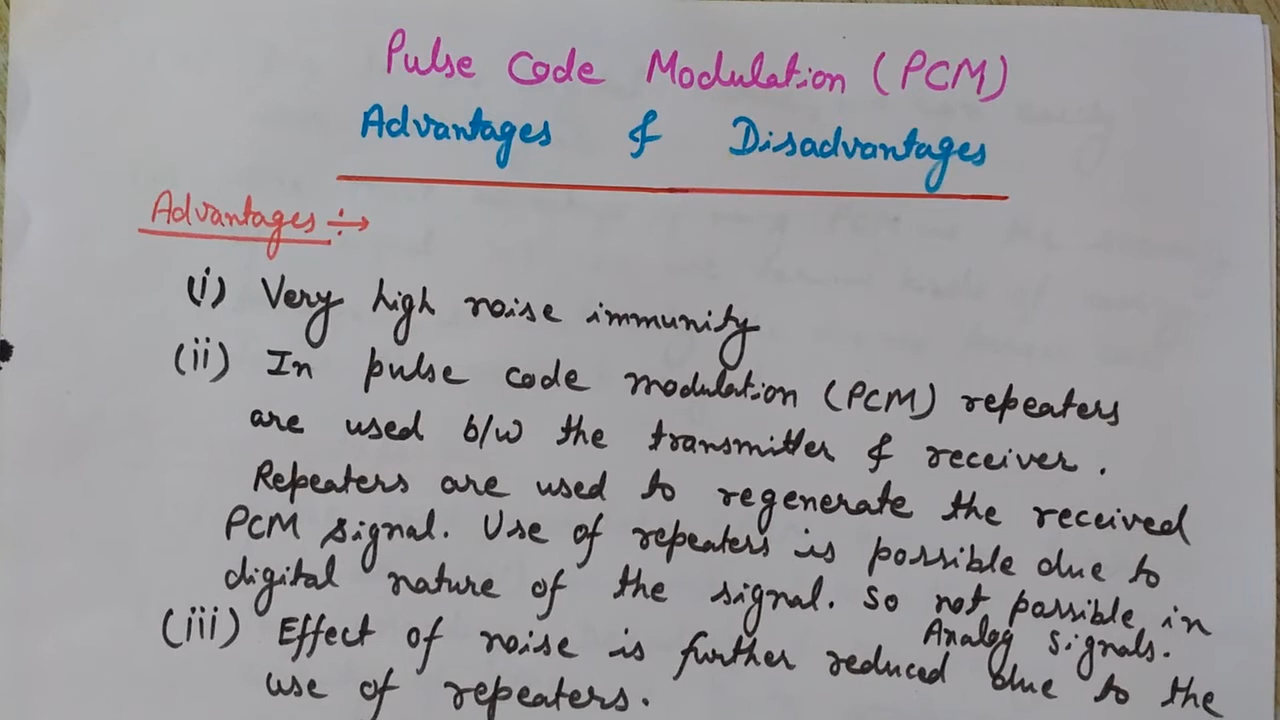 Pulse Code Modulation (PCM)
Advantages & Disadvantages
Advantages :→
(i) Very high noise immunity
(ii) In pulse code modulation (PCM) repeaters
are used b/w the transmitter & receiver.
Repeaters are used to regenerate the received
PCM signal. Use of repeaters is possible due to
digital nature of the signal. So not possible in
Analog signals.
(iii) Effect of noise is further reduced due to the
use of repeaters.